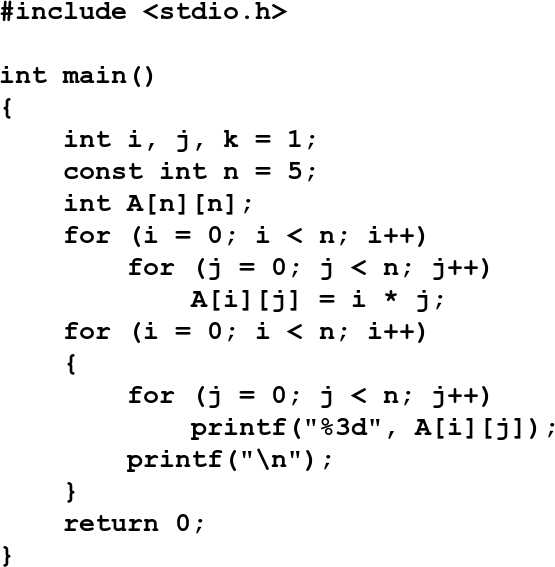 #include <stdio.h>

int main()
{
    int i, j, k = 1;
    const int n = 5;
    int A[n][n];
    for (i = 0; i < n; i++)
        for (j = 0; j < n; j++)
            A[i][j] = i * j;
    for (i = 0; i < n; i++)
    {
        for (j = 0; j < n; j++)
            printf("%3d", A[i][j]);
        printf("\n");
    }
    return 0;
}